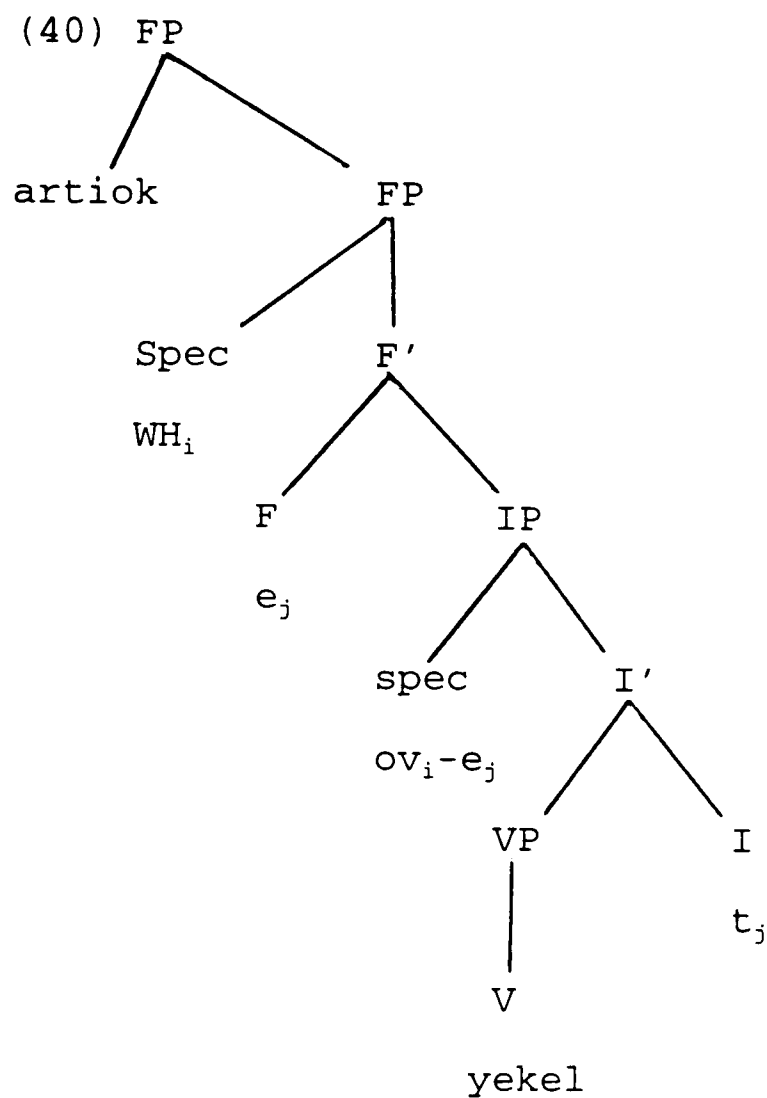 (40) FP
artiok FP
Spec F'
WHi
F IP
ej
spec I'
ovi-ej
VP I
tj
V
yekel